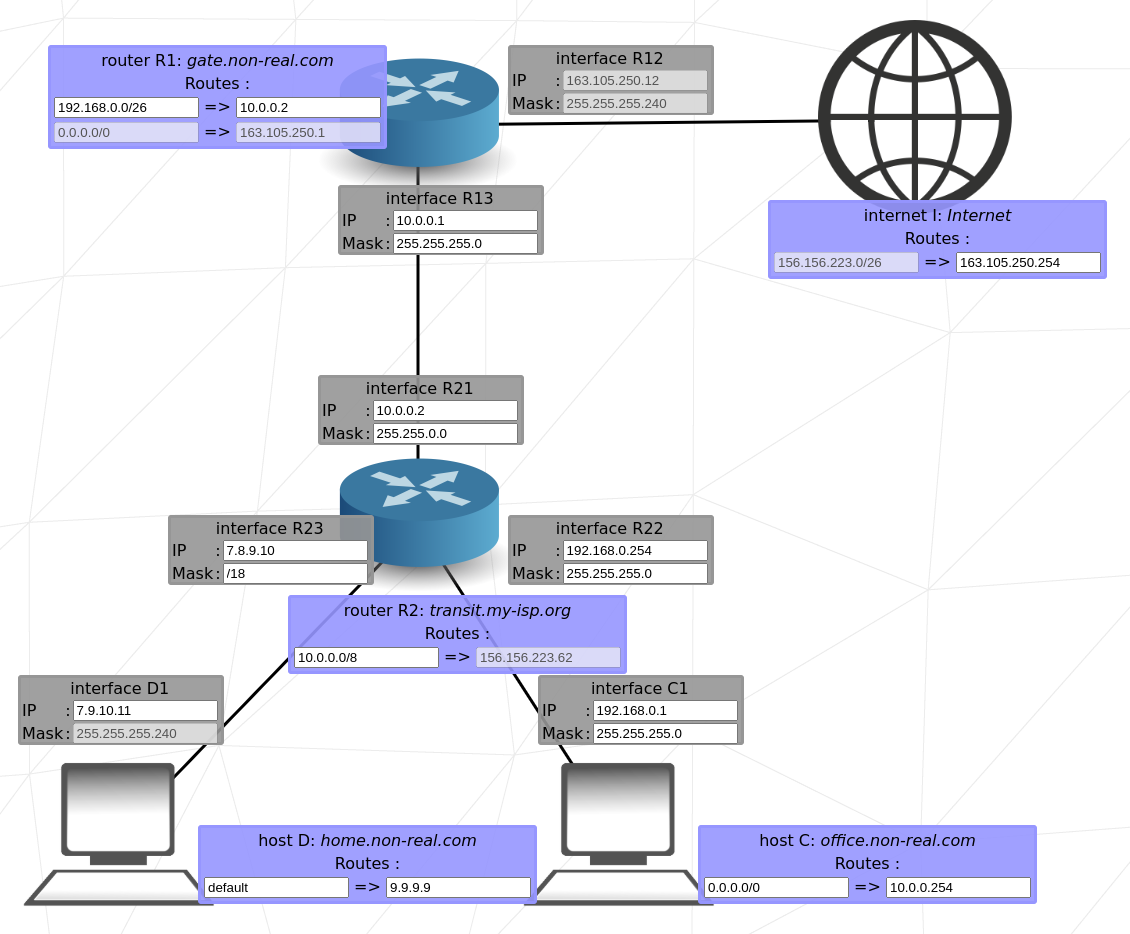 router R1: gate.non-real.com
Routes :
192.168.0.0/26 => 10.0.0.2
0.0.0.0/0 => 163.105.250.1
interface R12
IP : 163.105.250.12
Mask : 255.255.255.240
interface R13
IP : 10.0.0.1
Mask : 255.255.255.0
internet I: Internet
Routes :
156.156.223.0/26 => 163.105.250.254
interface R21
IP : 10.0.0.2
Mask : 255.255.0.0
interface R23
IP : 7.8.9.10
Mask : /18
interface R22
IP : 192.168.0.254
Mask : 255.255.255.0
router R2: transit.my-isp.org
Routes :
10.0.0.0/8 => 156.156.223.62
interface D1
IP : 7.9.10.11
Mask : 255.255.255.240
interface C1
IP : 192.168.0.1
Mask : 255.255.255.0
host D: home.non-real.com
Routes :
default => 9.9.9.9
host C: office.non-real.com
Routes :
0.0.0.0/0 => 10.0.0.254